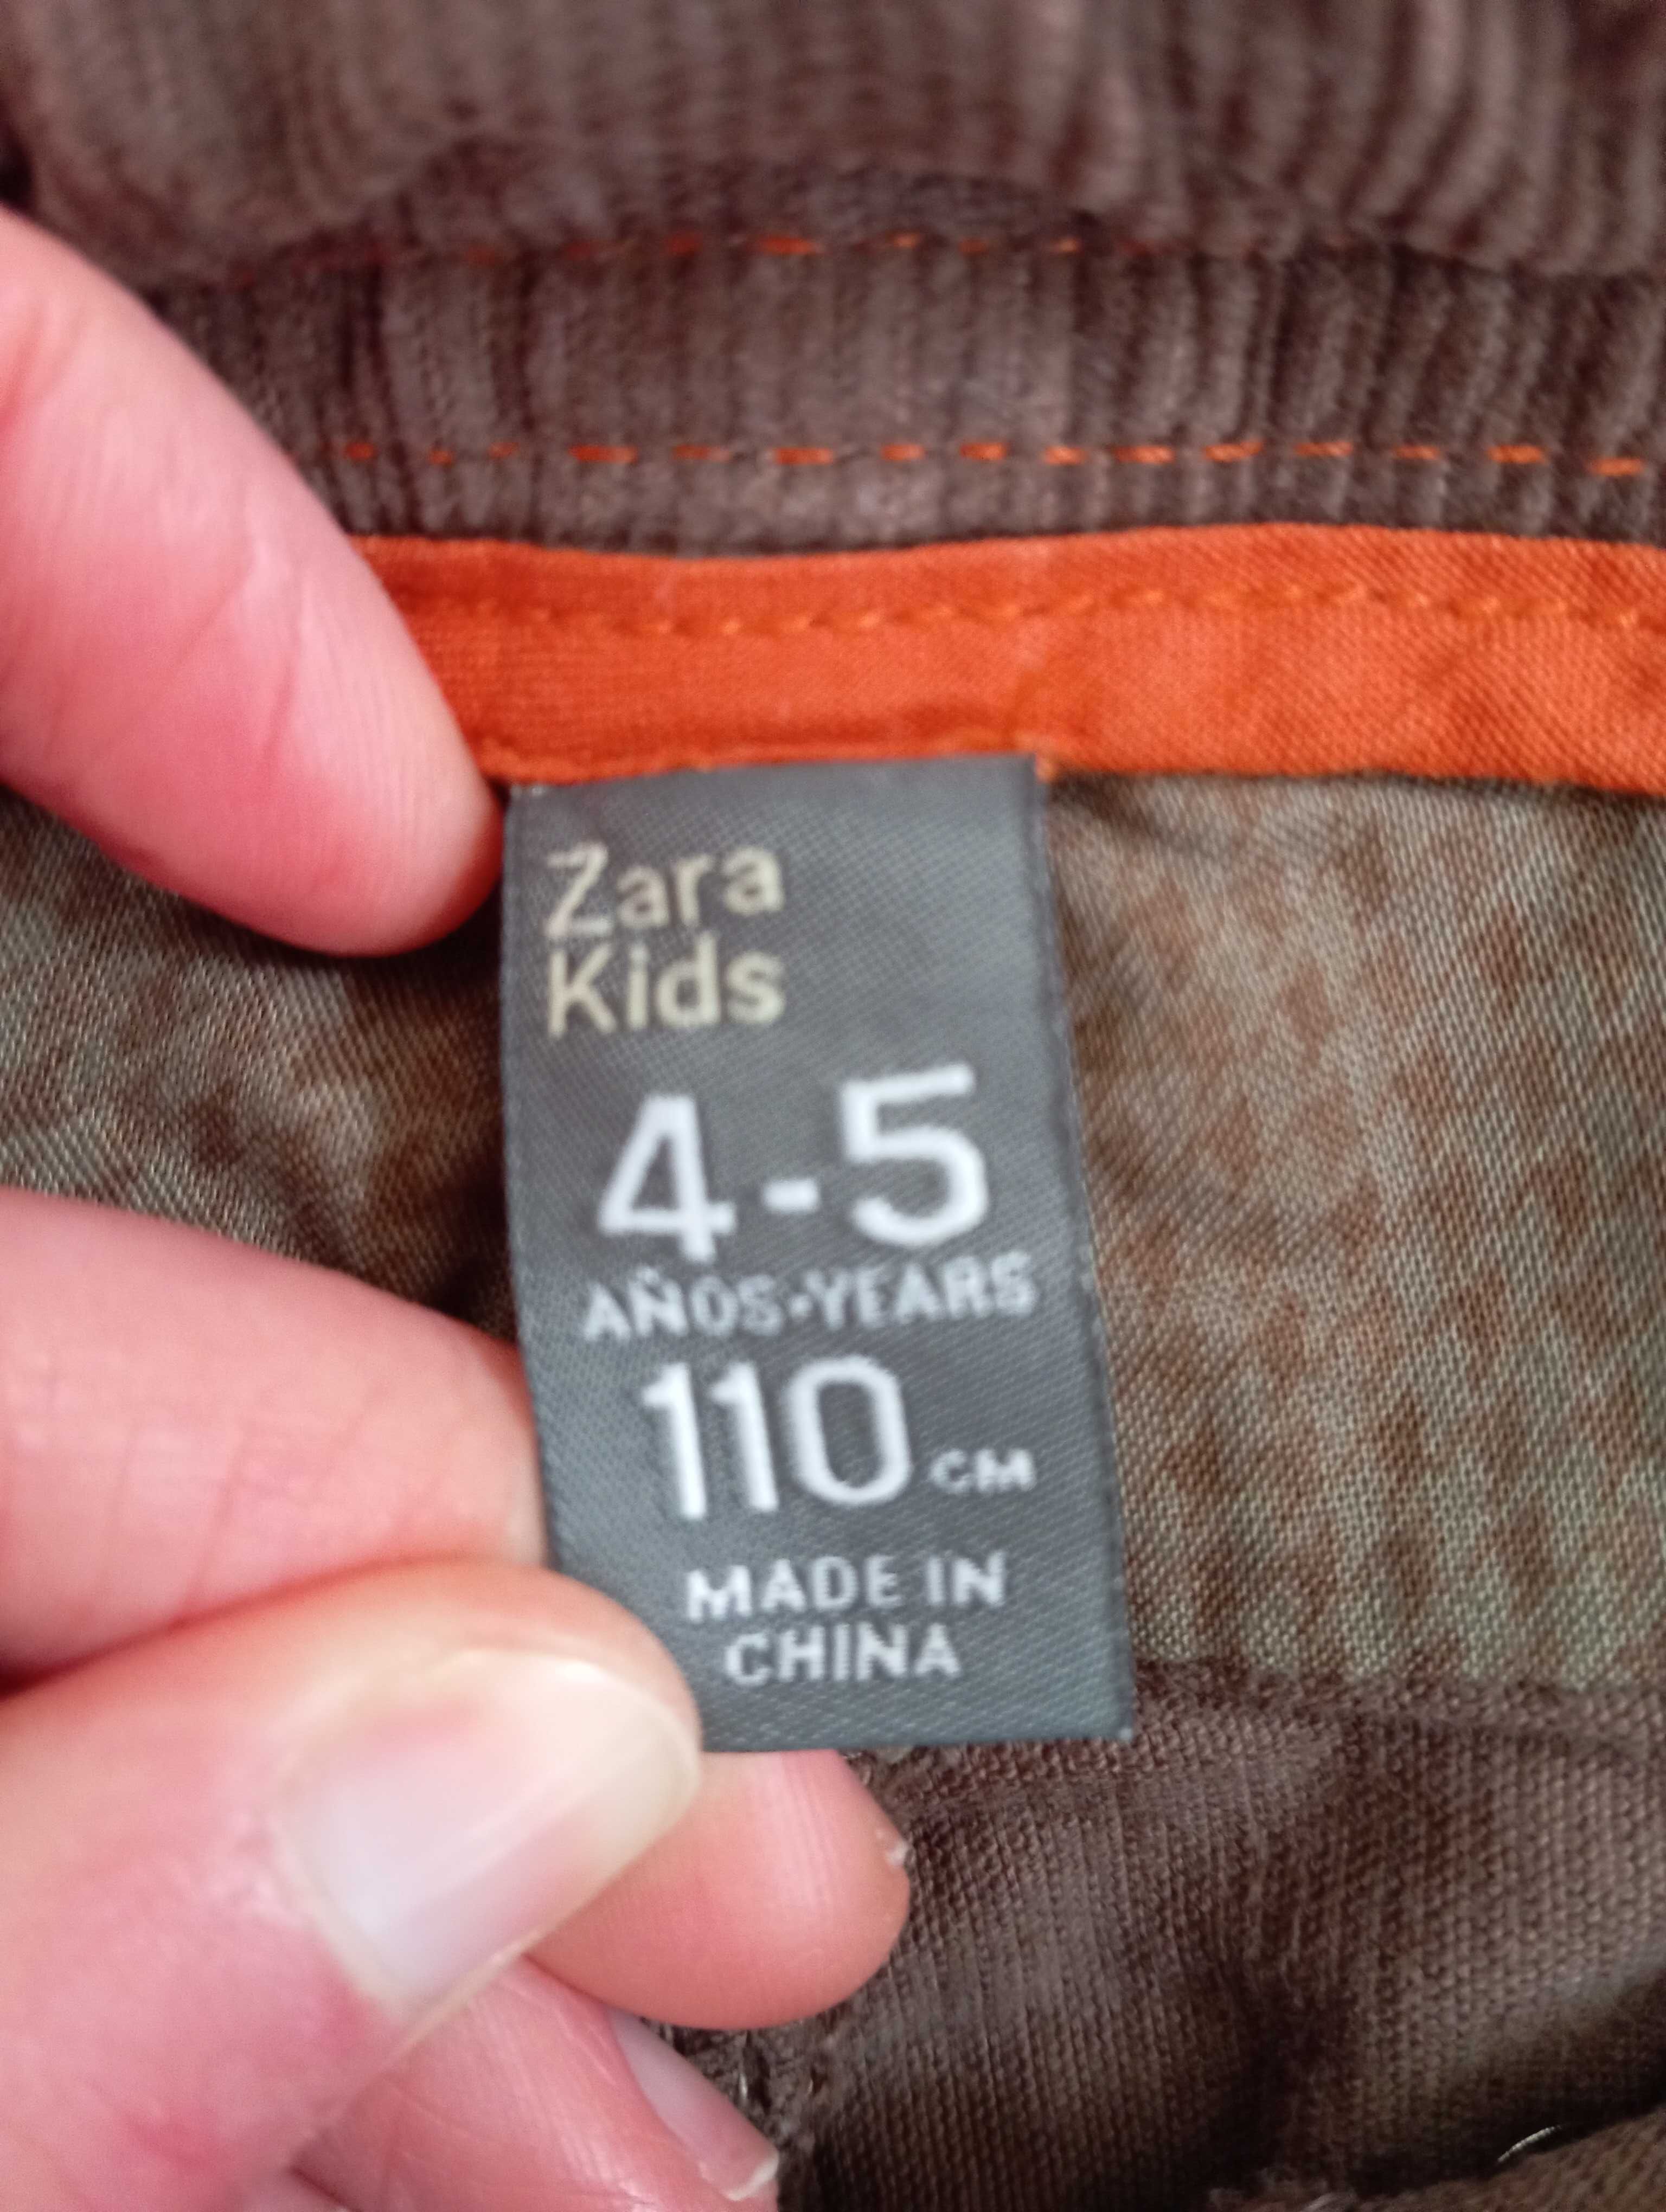 Zara
Kids
4-5
AÑOS•YEARS
110 CM
MADE IN
CHINA